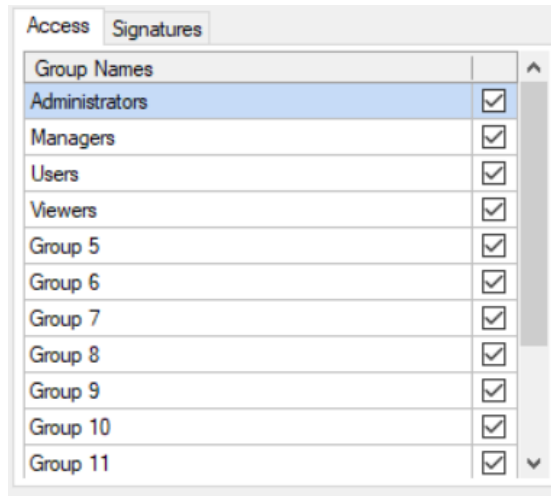 Access Signatures
Group Names
Administrators
Managers
Users
Viewers
Group 5
Group 6
Group 7
Group 8
Group 9
Group 10
Group 11